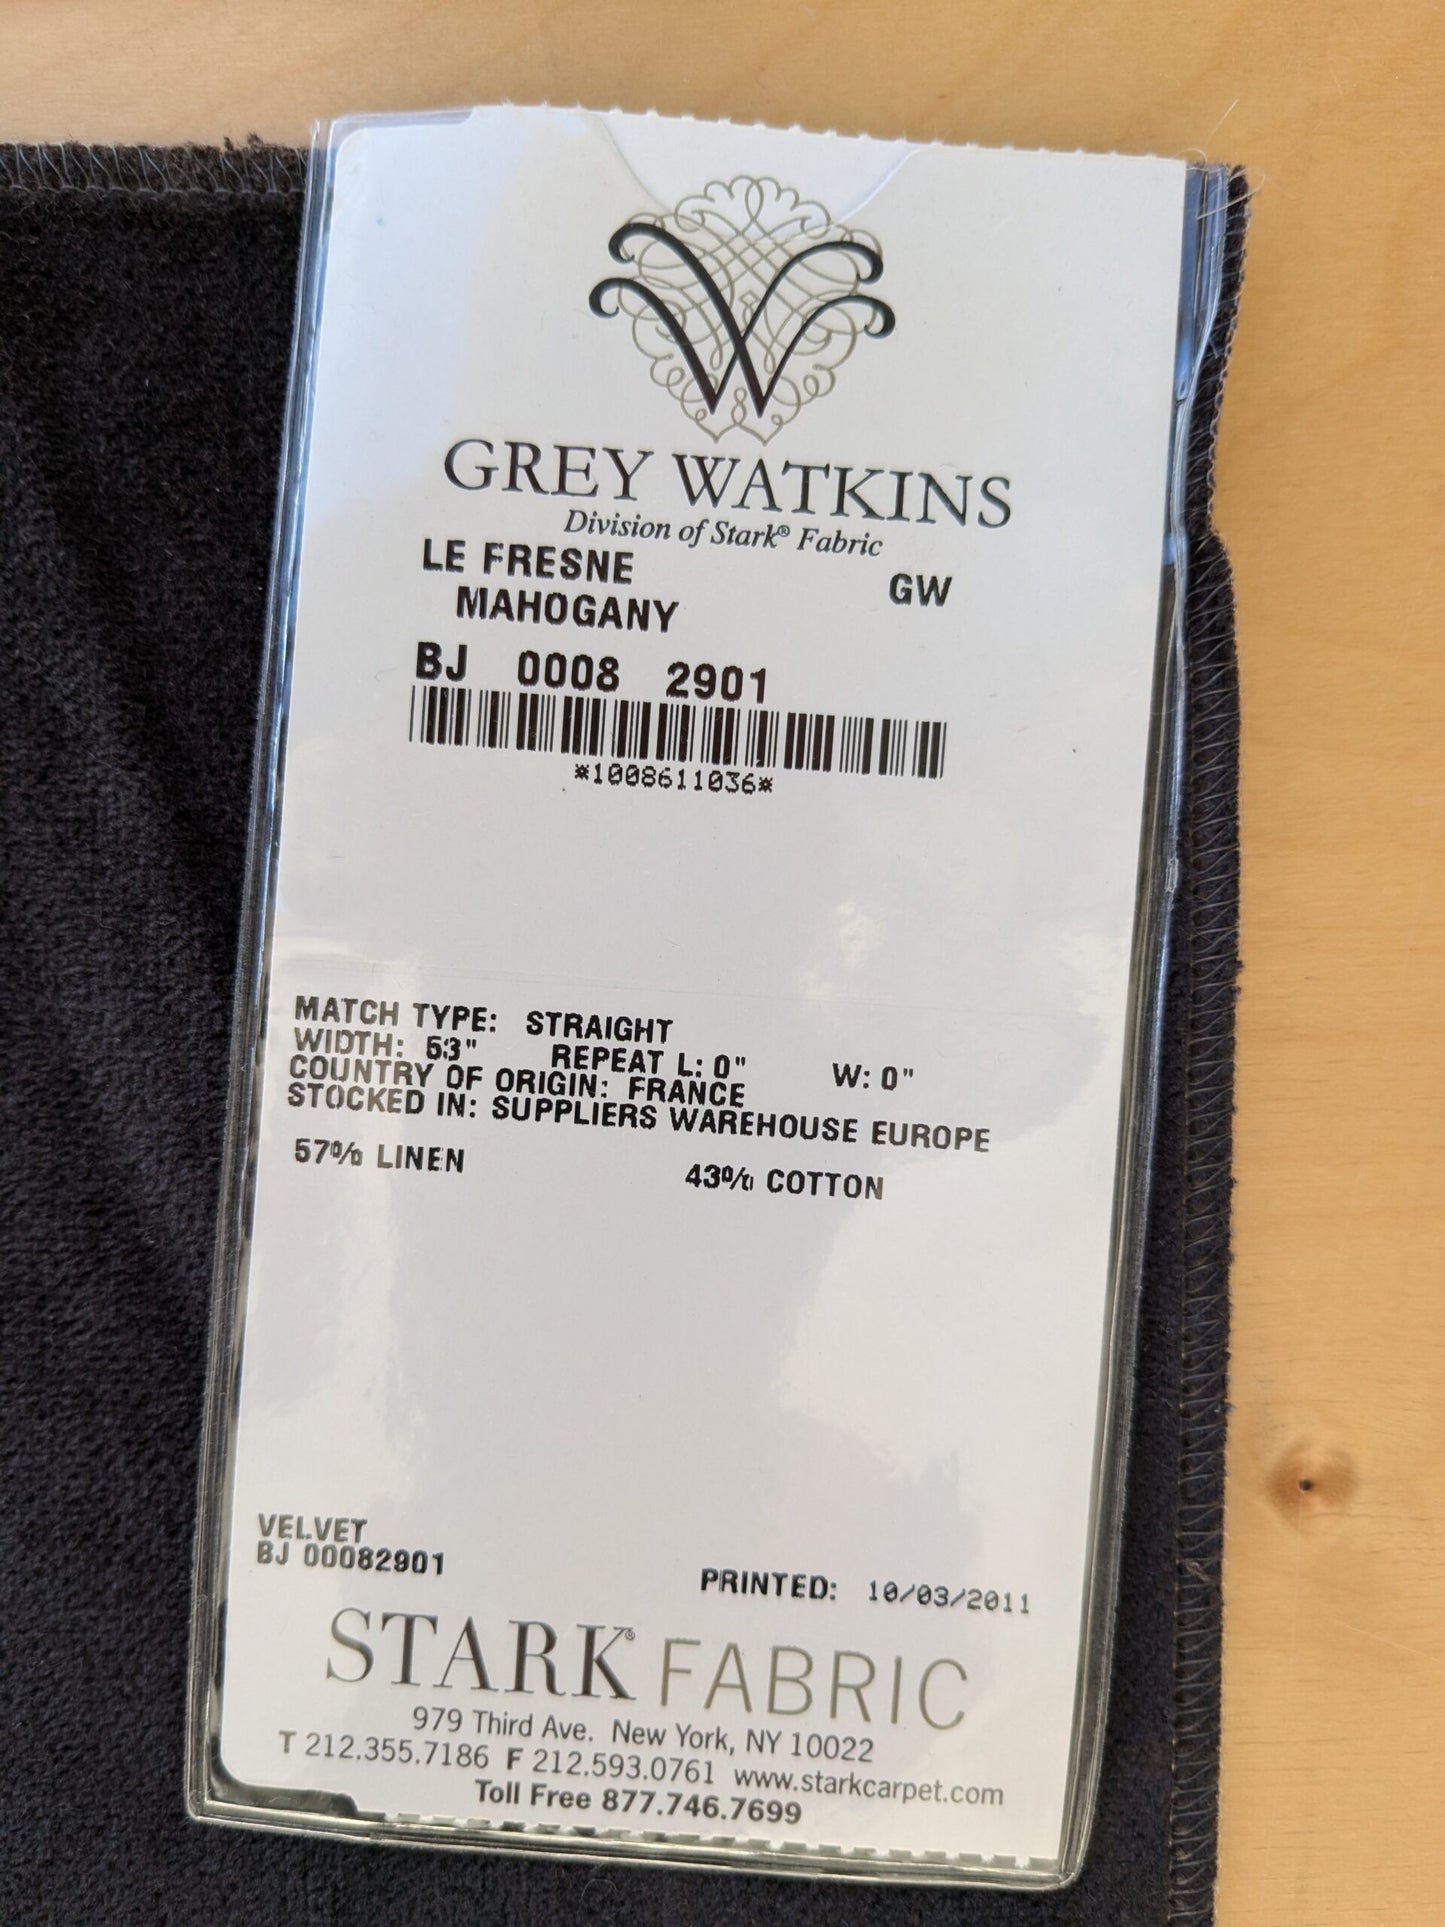 GREY WATKINS
Division of Stark® Fabric
LE FRESNE GW
MAHOGANY
BJ 0008 2901
*1008611036*
MATCH TYPE: STRAIGHT
WIDTH: 53" REPEAT L: 0" W: 0"
COUNTRY OF ORIGIN: FRANCE
STOCKED IN: SUPPLIERS WAREHOUSE EUROPE
57% LINEN 43% COTTON
VELVET
BJ 00082901
PRINTED: 10/03/2011
STARK® FABRIC
979 Third Ave. New York, NY 10022
T 212.355.7186 F 212.593.0761 www.starkcarpet.com
Toll Free 877.746.7699